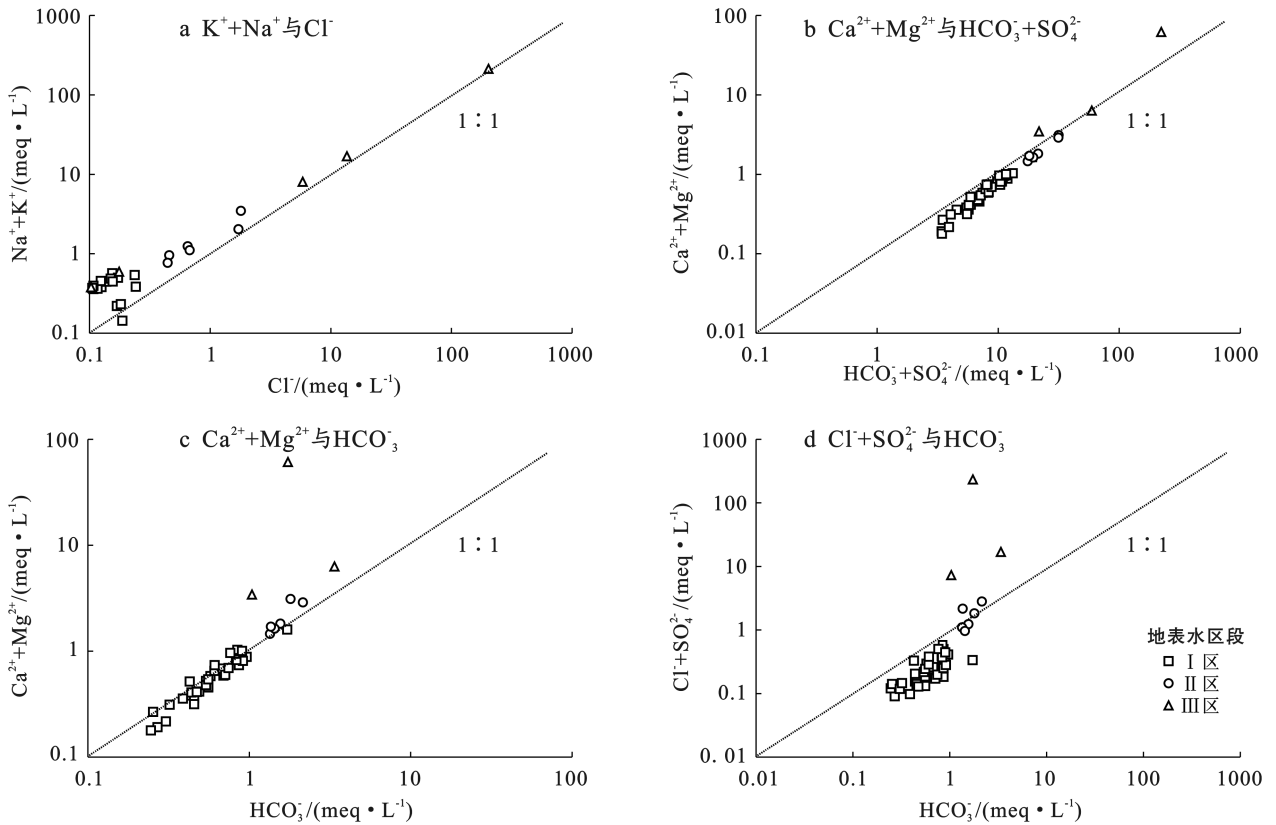 a K⁺+Na⁺与Cl⁻
Na⁺+K⁺/(meq·L⁻¹)
1000
100
10
1
0.1
1:1
0.1 1 10 100 1000
Cl⁻/(meq·L⁻¹)
b Ca²⁺+Mg²⁺与HCO₃⁻+SO₄²⁻
Ca²⁺+Mg²⁺/(meq·L⁻¹)
100
10
1
0.1
0.01
1:1
0.1 1 10 100 1000
HCO₃⁻+SO₄²⁻/(meq·L⁻¹)
c Ca²⁺+Mg²⁺与HCO₃⁻
Ca²⁺+Mg²⁺/(meq·L⁻¹)
100
10
1
0.1
1:1
0.1 1 10 100
HCO₃⁻/(meq·L⁻¹)
d Cl⁻+SO₄²⁻与HCO₃⁻
Cl⁻+SO₄²⁻/(meq·L⁻¹)
1000
100
10
1
0.1
0.01
1:1
地表水区段
I区
II区
III区
0.01 0.1 1 10 100 1000
HCO₃⁻/(meq·L⁻¹)